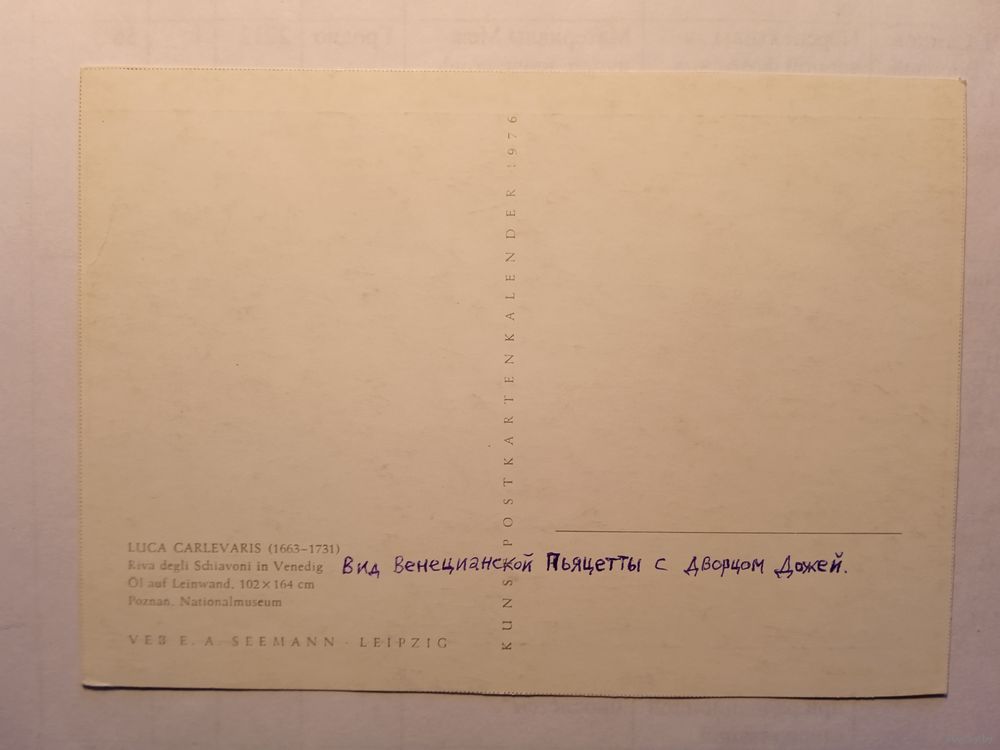 KUNSTPOSTKARTENKALENDER 1976
LUCA CARLEVARIS (1663–1731)
Riva degli Schiavoni in Venedig
Öl auf Leinwand, 102 × 164 cm
Poznań, Nationalmuseum
Вид Венецианской Пьяцетты с дворцом Дожей.
VEB E. A. SEEMANN · LEIPZIG